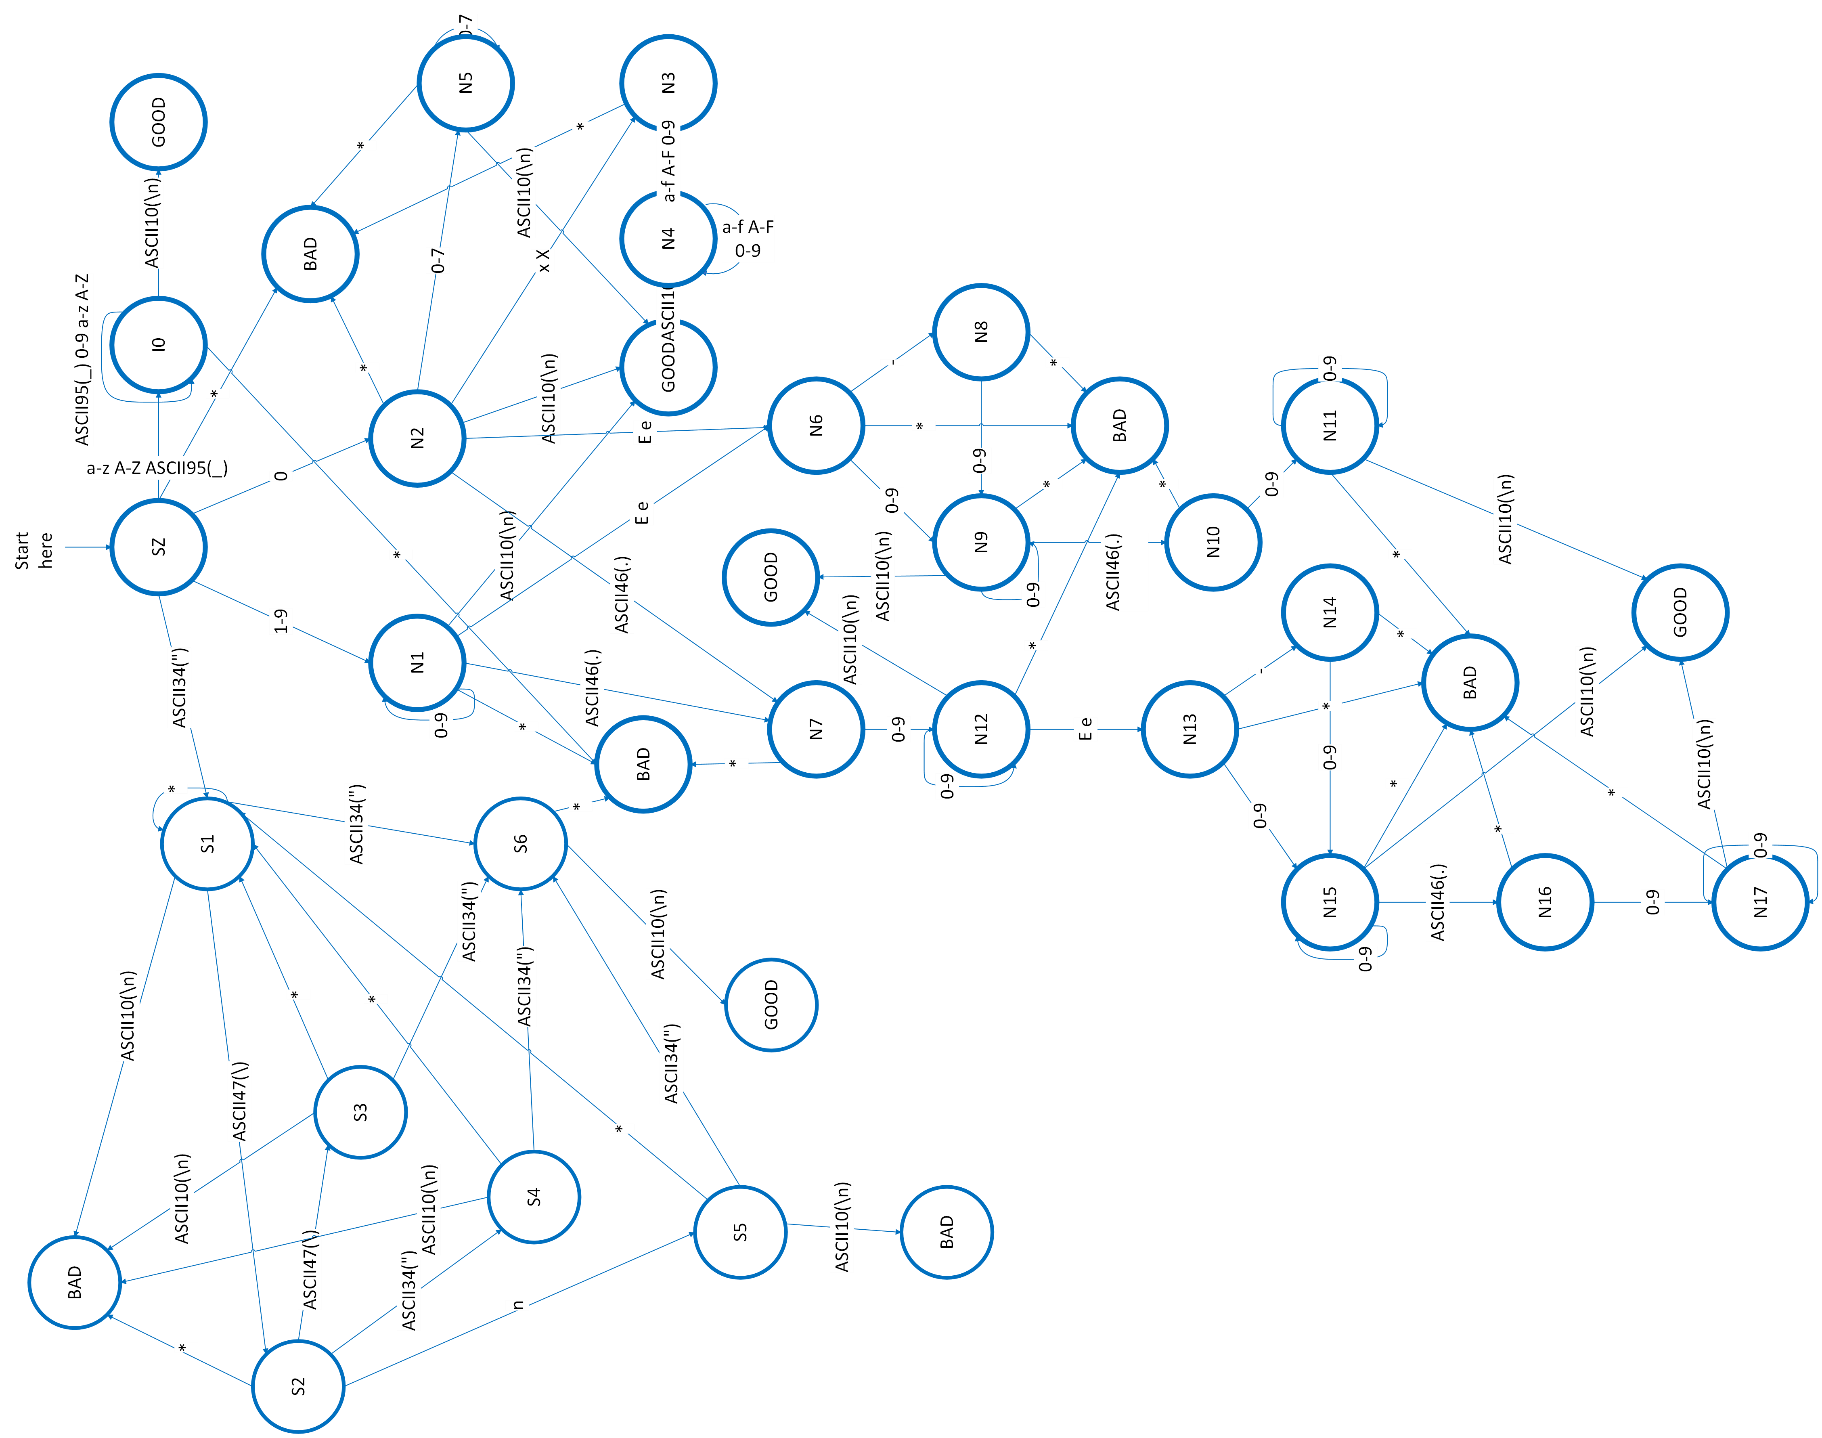 Start
here
SZ
a-z A-Z ASCII95(_)
I0
ASCII95(_) 0-9 a-z A-Z
ASCII10(\n)
GOOD
*
BAD
*
0
N2
*
0-7
N5
0-7
*
ASCII10(\n)
x X
N3
*
a-f A-F 0-9
N4
a-f A-F
0-9
ASCII10
GOOD
ASCII10(\n)
E e
ASCII46(.)
1-9
N1
0-9
ASCII10(\n)
E e
ASCII46(.)
*
BAD
N6
-
N8
*
*
0-9
0-9
N9
*
0-9
ASCII10(\n)
GOOD
ASCII46(.)
BAD
N10
*
0-9
N11
0-9
*
ASCII10(\n)
GOOD
N7
*
0-9
N12
0-9
ASCII10(\n)
*
E e
N13
-
N14
*
*
0-9
0-9
BAD
N15
0-9
*
ASCII10(\n)
ASCII46(.)
N16
*
0-9
N17
0-9
*
ASCII10(\n)
ASCII34(")
S1
*
ASCII34(")
S6
*
ASCII10(\n)
GOOD
ASCII10(\n)
BAD
ASCII47(\)
S2
*
ASCII47(\)
S3
*
ASCII34(")
ASCII10(\n)
ASCII34(")
S4
*
ASCII34(")
ASCII10(\n)
n
S5
*
ASCII34(")
ASCII10(\n)
BAD